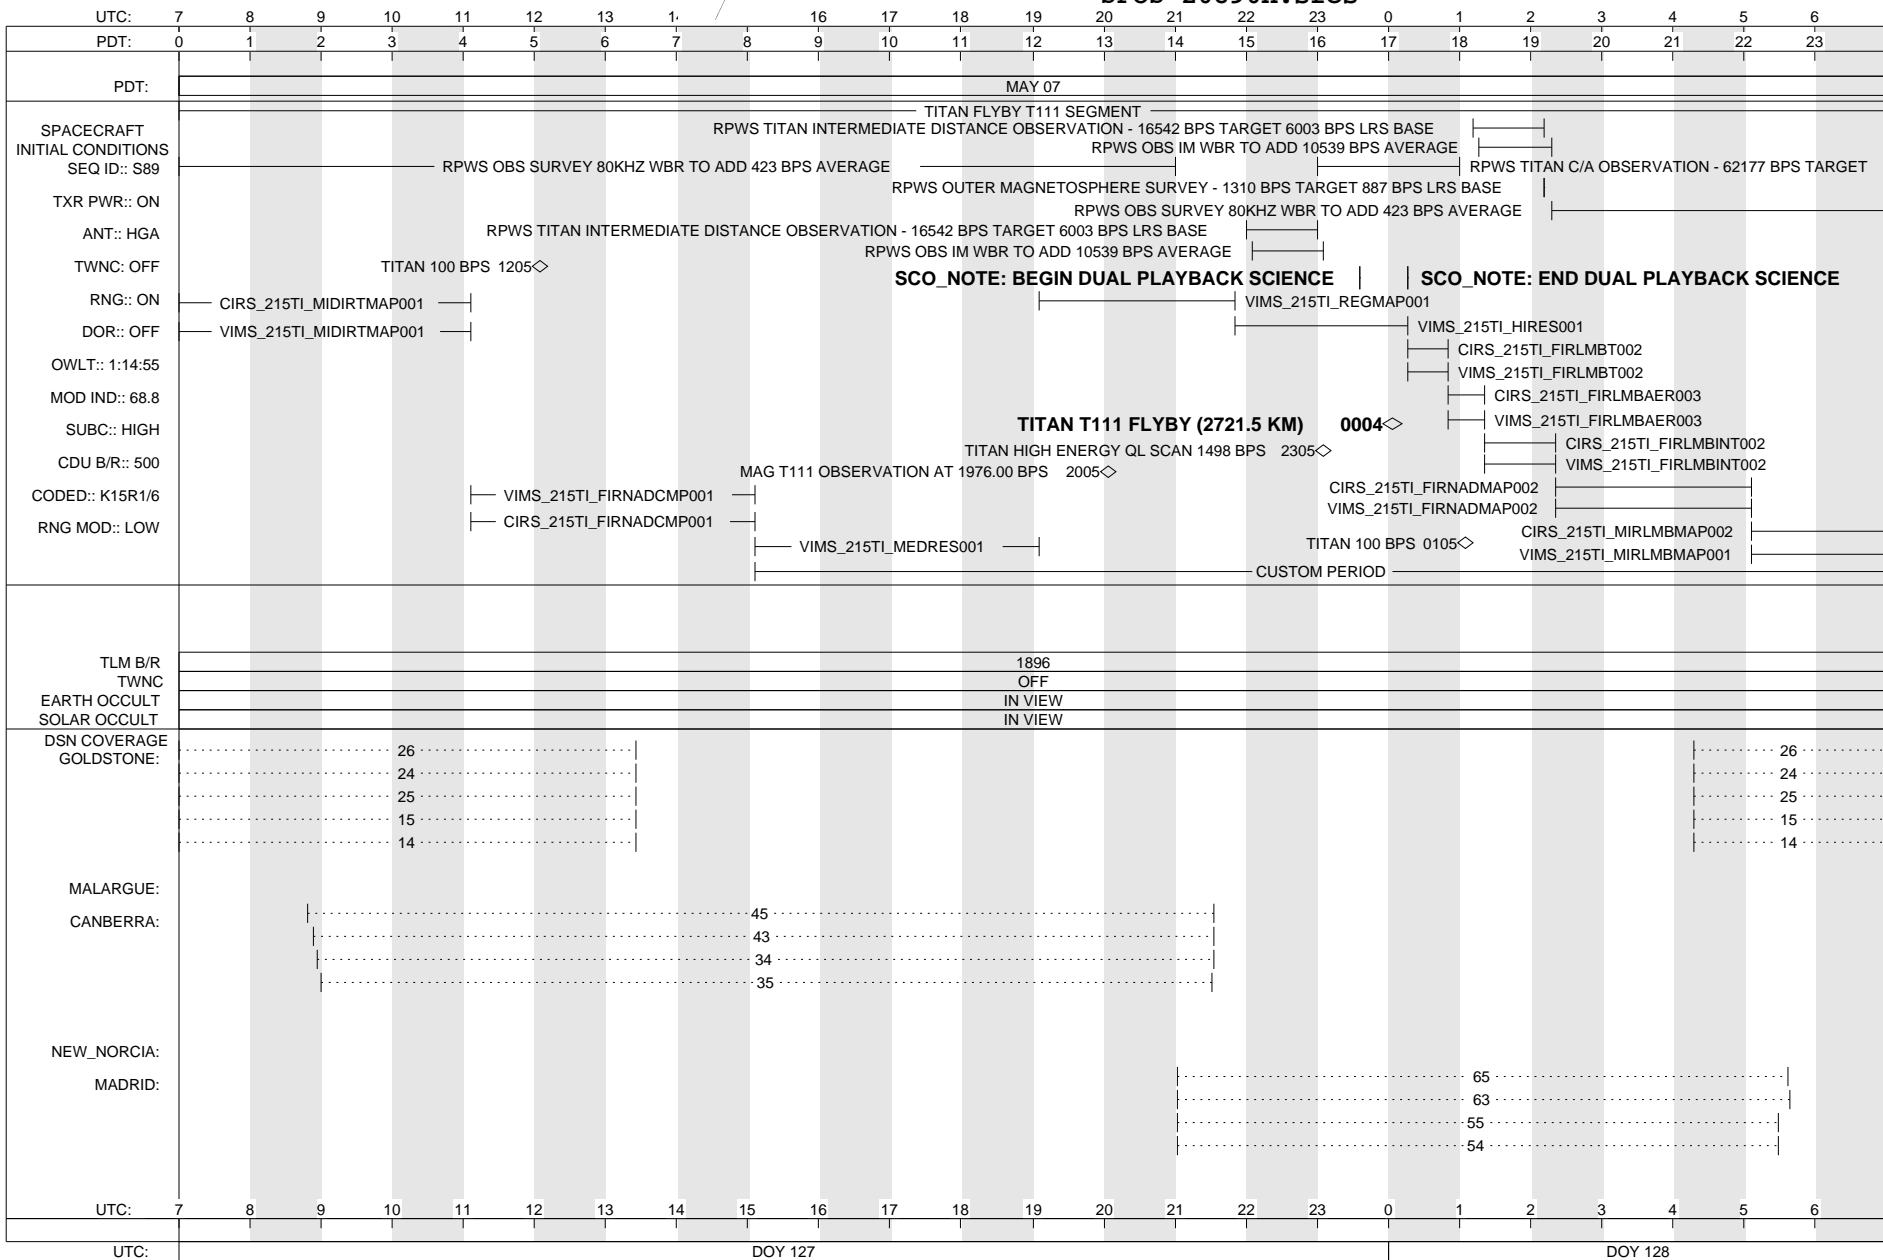 UTC: 7 8 9 10 11 12 13 16 17 18 19 20 21 22 23 0 1 2 3 4 5 6
PDT: 0 1 2 3 4 5 6 7 8 9 10 11 12 13 14 15 16 17 18 19 20 21 22 23
PDT: MAY 07
TITAN FLYBY T111 SEGMENT
SPACECRAFT
INITIAL CONDITIONS
SEQ ID:: S89
TXR PWR:: ON
ANT:: HGA
TWNC: OFF
RNG:: ON
DOR:: OFF
OWLT:: 1:14:55
MOD IND:: 68.8
SUBC:: HIGH
CDU B/R:: 500
CODED:: K15R1/6
RNG MOD:: LOW
RPWS TITAN INTERMEDIATE DISTANCE OBSERVATION - 16542 BPS TARGET 6003 BPS LRS BASE
RPWS OBS IM WBR TO ADD 10539 BPS AVERAGE
RPWS OBS SURVEY 80KHZ WBR TO ADD 423 BPS AVERAGE
RPWS TITAN C/A OBSERVATION - 62177 BPS TARGET
RPWS OUTER MAGNETOSPHERE SURVEY - 1310 BPS TARGET 887 BPS LRS BASE
RPWS OBS SURVEY 80KHZ WBR TO ADD 423 BPS AVERAGE
RPWS TITAN INTERMEDIATE DISTANCE OBSERVATION - 16542 BPS TARGET 6003 BPS LRS BASE
RPWS OBS IM WBR TO ADD 10539 BPS AVERAGE
TITAN 100 BPS 1205
SCO_NOTE: BEGIN DUAL PLAYBACK SCIENCE
SCO_NOTE: END DUAL PLAYBACK SCIENCE
CIRS_215TI_MIDIRTMAP001
VIMS_215TI_REGMAP001
VIMS_215TI_MIDIRTMAP001
VIMS_215TI_HIRES001
CIRS_215TI_FIRLMBT002
VIMS_215TI_FIRLMBT002
CIRS_215TI_FIRLMBAER003
VIMS_215TI_FIRLMBAER003
TITAN T111 FLYBY (2721.5 KM) 0004
CIRS_215TI_FIRLMBINT002
TITAN HIGH ENERGY QL SCAN 1498 BPS 2305
VIMS_215TI_FIRLMBINT002
MAG T111 OBSERVATION AT 1976.00 BPS 2005
CIRS_215TI_FIRNADMAP002
VIMS_215TI_FIRNADCMP001
VIMS_215TI_FIRNADMAP002
CIRS_215TI_FIRNADCMP001
CIRS_215TI_MIRLMBMAP002
TITAN 100 BPS 0105
VIMS_215TI_MEDRES001
VIMS_215TI_MIRLMBMAP001
CUSTOM PERIOD
TLM B/R 1896
TWNC OFF
EARTH OCCULT IN VIEW
SOLAR OCCULT IN VIEW
DSN COVERAGE
GOLDSTONE:
26 26
24 24
25 25
15 15
14 14
MALARGUE:
CANBERRA:
45
43
34
35
NEW_NORCIA:
MADRID:
65
63
55
54
UTC: 7 8 9 10 11 12 13 14 15 16 17 18 19 20 21 22 23 0 1 2 3 4 5 6
UTC: DOY 127 DOY 128